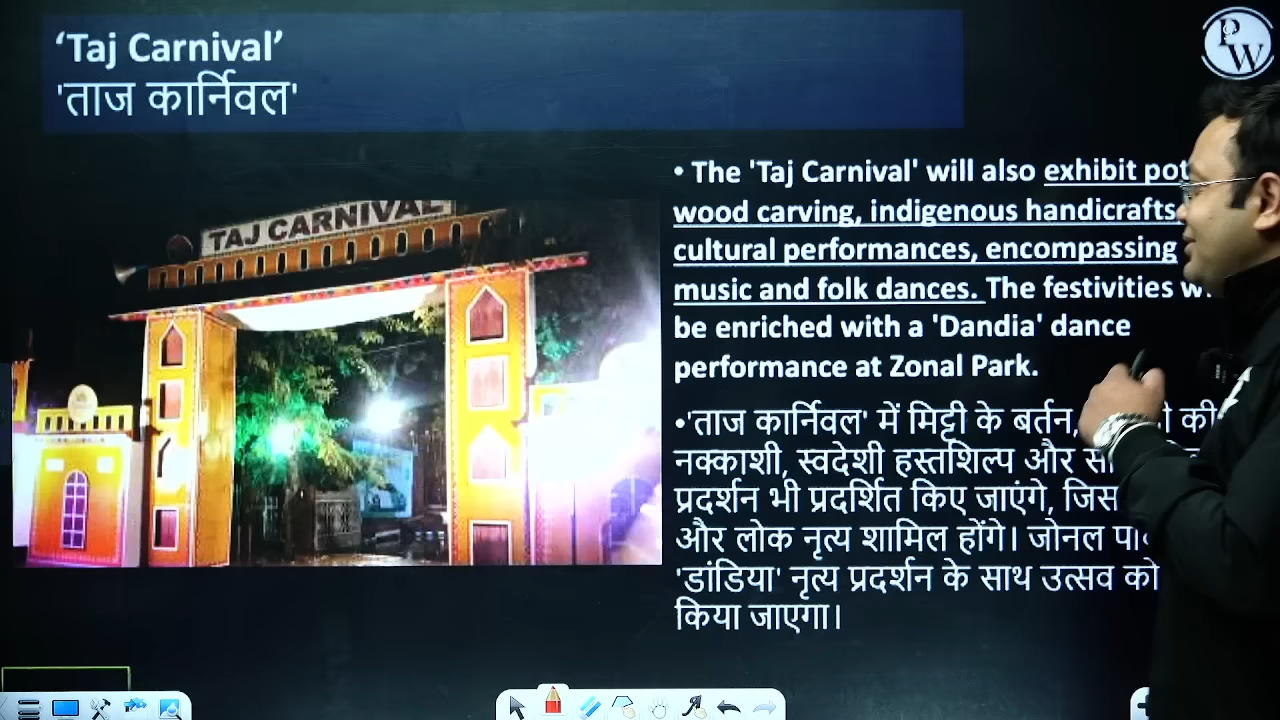 ‘Taj Carnival’
'ताज कार्निवल'
PW
TAJ CARNIVAL
• The 'Taj Carnival' will also exhibit
wood carving, indigenous handicrafts
cultural performances, encompassing
music and folk dances. The festivities
be enriched with a 'Dandia' dance
performance at Zonal Park.
•'ताज कार्निवल' में मिट्टी के बर्तन, की
नक्काशी, स्वदेशी हस्तशिल्प और
प्रदर्शन भी प्रदर्शित किए जाएंगे,
और लोक नृत्य शामिल होंगे। जोनल
'डांडिया' नृत्य प्रदर्शन के साथ उत्सव को
किया जाएगा।